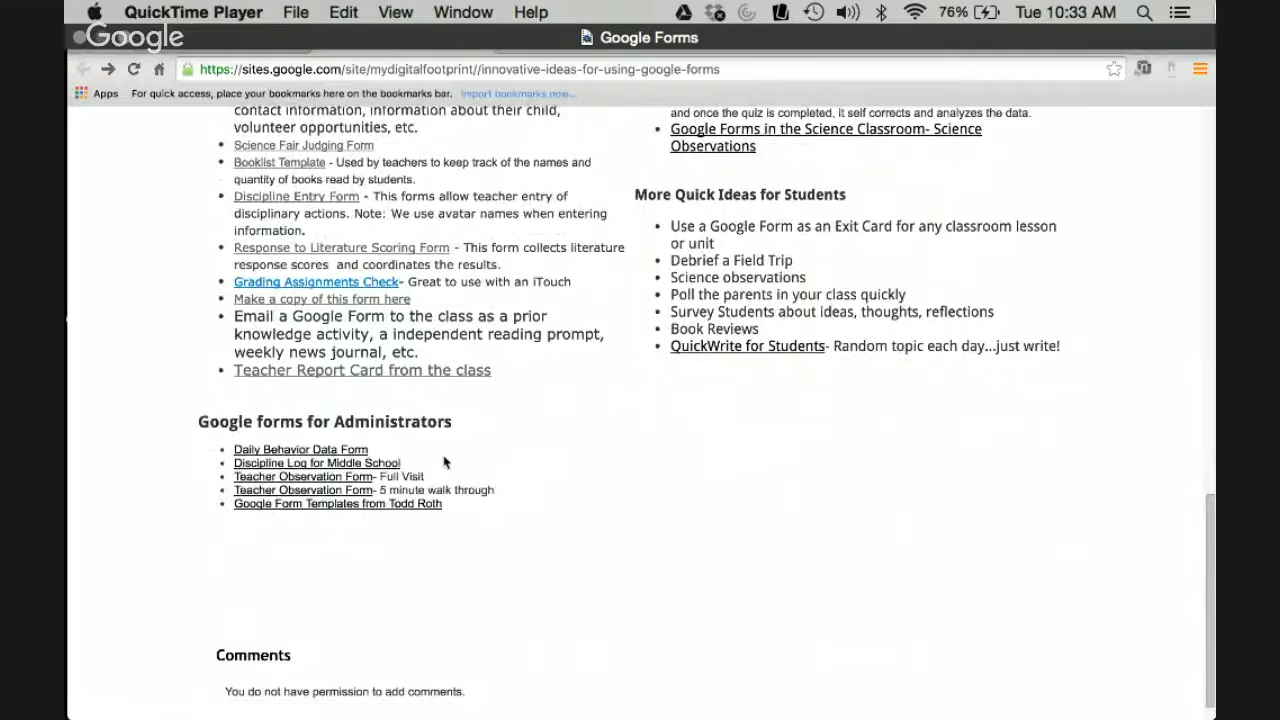 QuickTime Player File Edit View Window Help 76% Tue 10:33 AM
Google
Google Forms
https://sites.google.com/site/mydigitalfootprint//innovative-ideas-for-using-google-forms
Apps For quick access, place your bookmarks here on the bookmarks bar. Import bookmarks now...
contact information, information about their child,
volunteer opportunities, etc.
Science Fair Judging Form
Booklist Template - Used by teachers to keep track of the names and
quantity of books read by students.
Discipline Entry Form - This forms allow teacher entry of
disciplinary actions. Note: We use avatar names when entering
information.
Response to Literature Scoring Form - This form collects literature
response scores and coordinates the results.
Grading Assignments Check- Great to use with an iTouch
Make a copy of this form here
Email a Google Form to the class as a prior
knowledge activity, a independent reading prompt,
weekly news journal, etc.
Teacher Report Card from the class
Google forms for Administrators
Daily Behavior Data Form
Discipline Log for Middle School
Teacher Observation Form- Full Visit
Teacher Observation Form- 5 minute walk through
Google Form Templates from Todd Roth
and once the quiz is completed, it self corrects and analyzes the data.
Google Forms in the Science Classroom- Science
Observations
More Quick Ideas for Students
Use a Google Form as an Exit Card for any classroom lesson
or unit
Debrief a Field Trip
Science observations
Poll the parents in your class quickly
Survey Students about ideas, thoughts, reflections
Book Reviews
QuickWrite for Students- Random topic each day...just write!
Comments
You do not have permission to add comments.